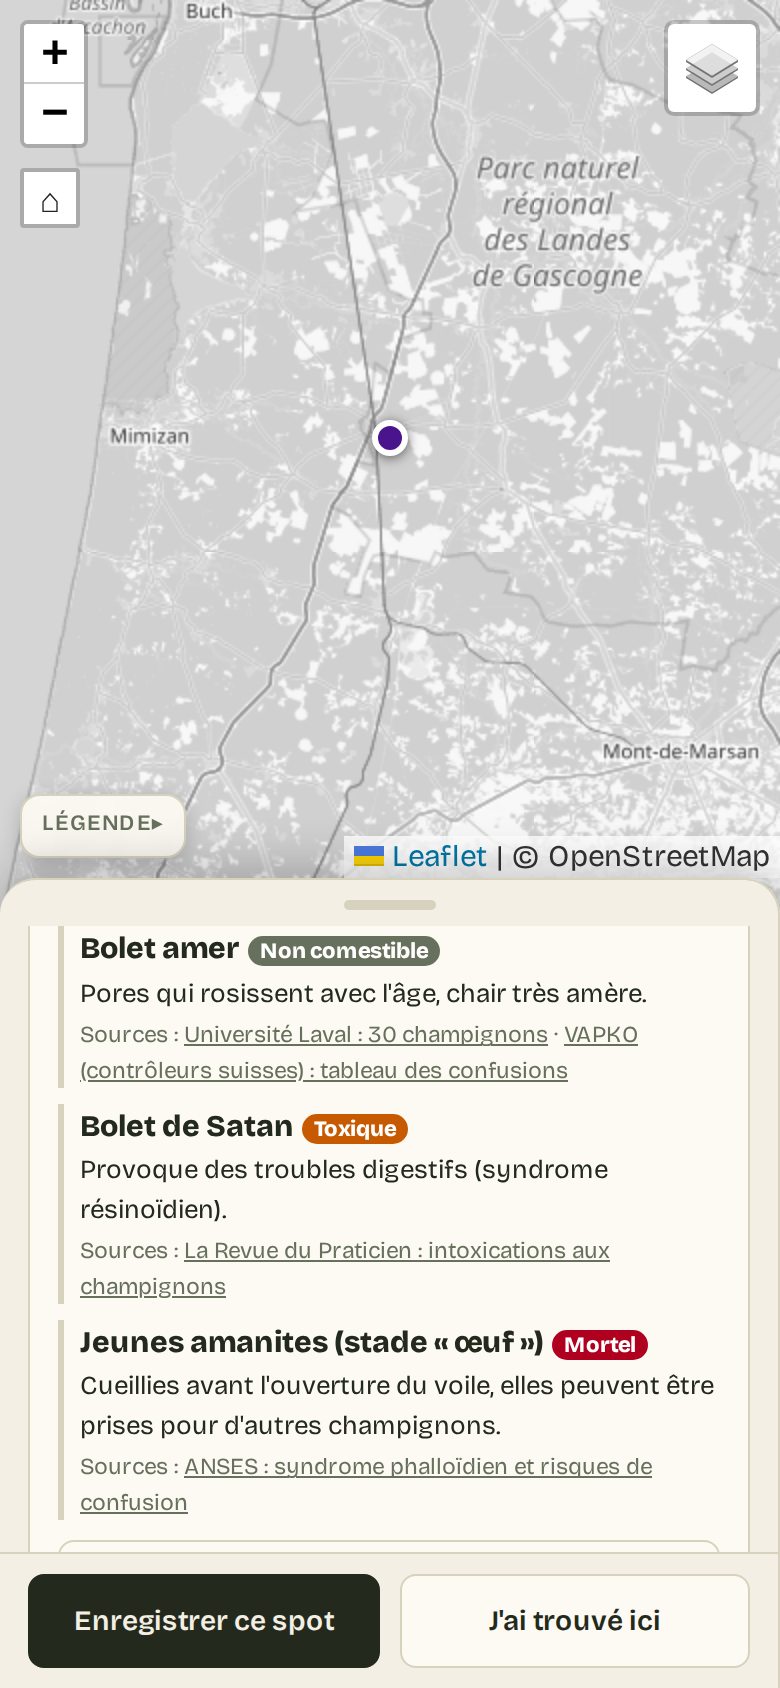 Bassin
d'Arcachon
Buch
+
−
⌂
Parc naturel
régional
des Landes
de Gascogne
Mimizan
Mont-de-Marsan
LÉGENDE▸
Leaflet | © OpenStreetMap
Bolet amer Non comestible
Pores qui rosissent avec l'âge, chair très amère.
Sources : Université Laval : 30 champignons · VAPKO
(contrôleurs suisses) : tableau des confusions
Bolet de Satan Toxique
Provoque des troubles digestifs (syndrome
résinoïdien).
Sources : La Revue du Praticien : intoxications aux
champignons
Jeunes amanites (stade « œuf ») Mortel
Cueillies avant l'ouverture du voile, elles peuvent être
prises pour d'autres champignons.
Sources : ANSES : syndrome phalloïdien et risques de
confusion
Enregistrer ce spot
J'ai trouvé ici